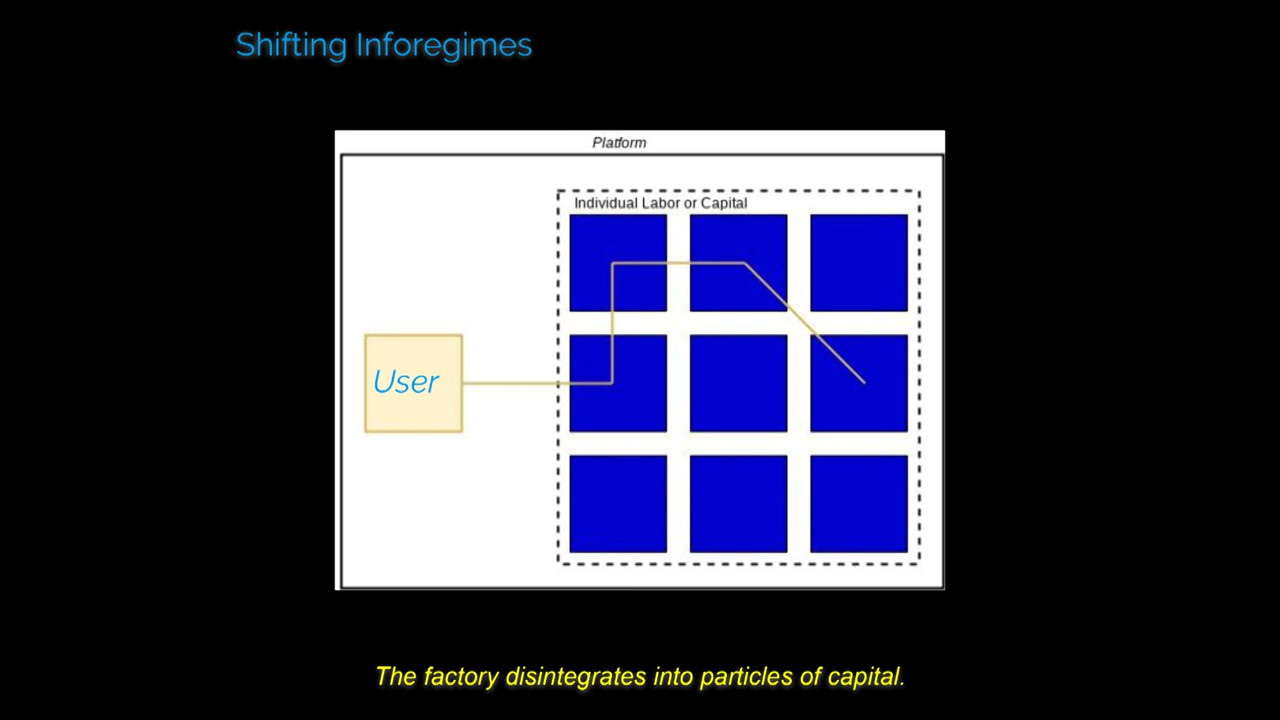 Shifting Inforegimes
Platform
Individual Labor or Capital
User
The factory disintegrates into particles of capital.